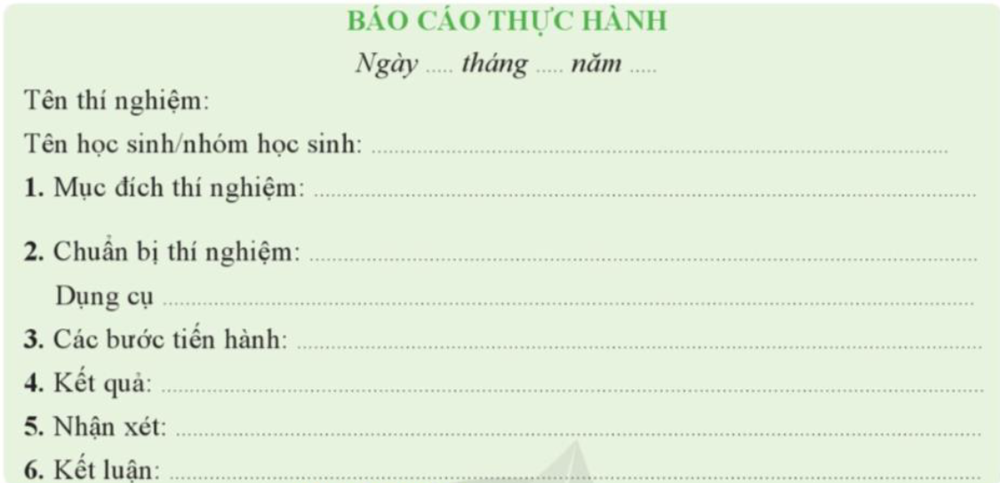 BÁO CÁO THỰC HÀNH
Ngày ..... tháng ..... năm .....
Tên thí nghiệm:
Tên học sinh/nhóm học sinh: ..........
1. Mục đích thí nghiệm: ..........
2. Chuẩn bị thí nghiệm: ..........
Dụng cụ ..........
3. Các bước tiến hành: ..........
4. Kết quả: ..........
5. Nhận xét: ..........
6. Kết luận: ..........